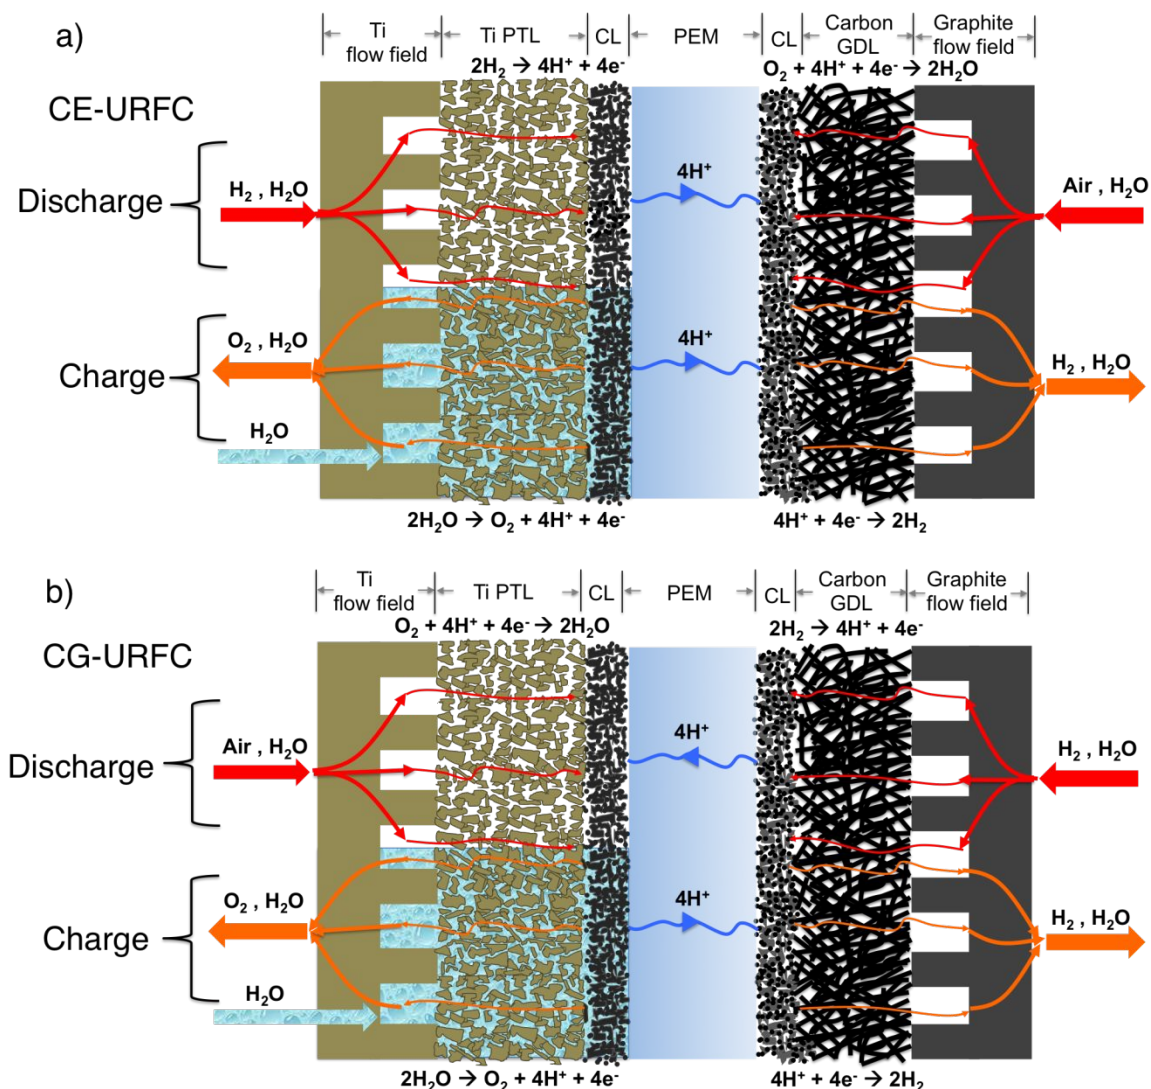 a)
Ti
flow field
Ti PTL
CL
PEM
CL
Carbon
GDL
Graphite
flow field
2H₂ → 4H⁺ + 4e⁻
O₂ + 4H⁺ + 4e⁻ → 2H₂O
CE-URFC
Discharge
H₂ , H₂O
4H⁺
Air , H₂O
Charge
O₂ , H₂O
4H⁺
H₂ , H₂O
H₂O
2H₂O → O₂ + 4H⁺ + 4e⁻
4H⁺ + 4e⁻ → 2H₂
b)
Ti
flow field
Ti PTL
CL
PEM
CL
Carbon
GDL
Graphite
flow field
O₂ + 4H⁺ + 4e⁻ → 2H₂O
2H₂ → 4H⁺ + 4e⁻
CG-URFC
Discharge
Air , H₂O
4H⁺
H₂ , H₂O
Charge
O₂ , H₂O
4H⁺
H₂ , H₂O
H₂O
2H₂O → O₂ + 4H⁺ + 4e⁻
4H⁺ + 4e⁻ → 2H₂